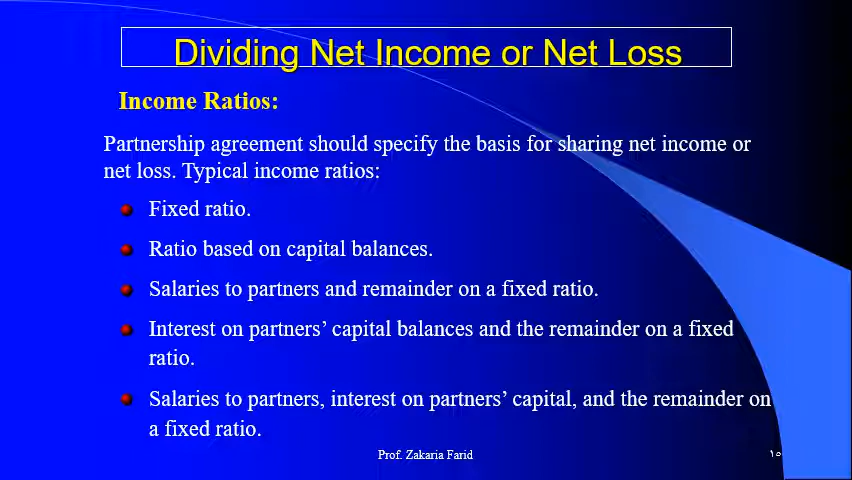 Dividing Net Income or Net Loss
Income Ratios:
Partnership agreement should specify the basis for sharing net income or
net loss. Typical income ratios:
Fixed ratio.
Ratio based on capital balances.
Salaries to partners and remainder on a fixed ratio.
Interest on partners’ capital balances and the remainder on a fixed
ratio.
Salaries to partners, interest on partners’ capital, and the remainder on
a fixed ratio.
Prof. Zakaria Farid
١٥